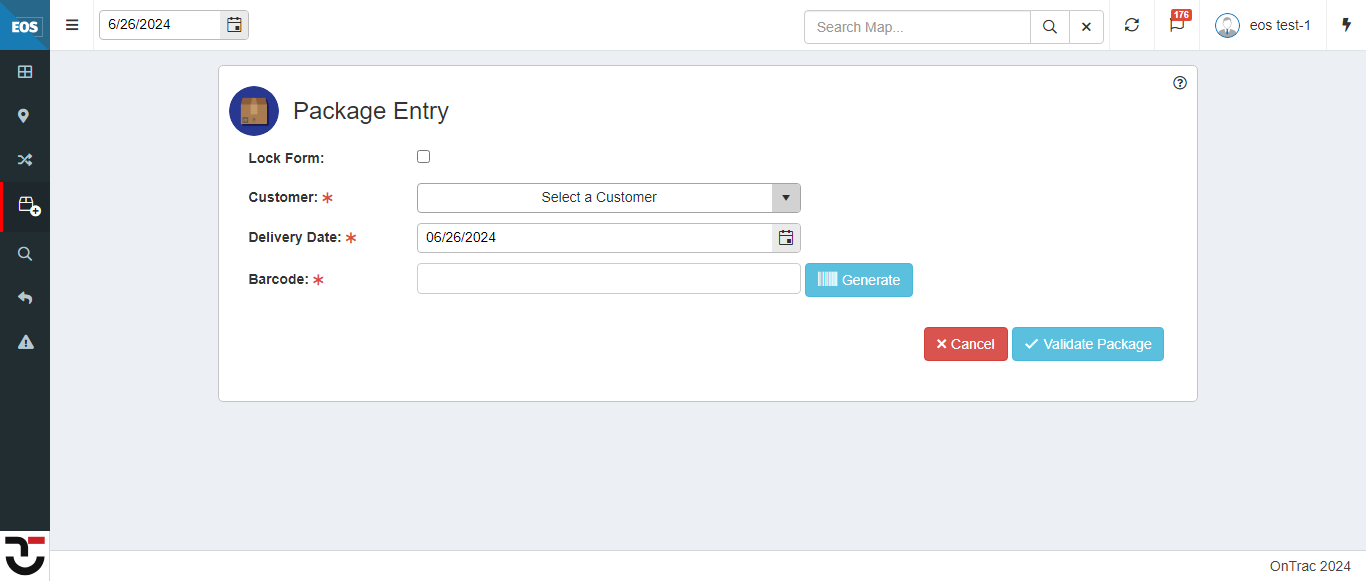 EOS
6/26/2024
Search Map...
176
eos test-1
Package Entry
Lock Form:
Customer: *
Select a Customer
Delivery Date: *
06/26/2024
Barcode: *
Generate
Cancel
Validate Package
OnTrac 2024